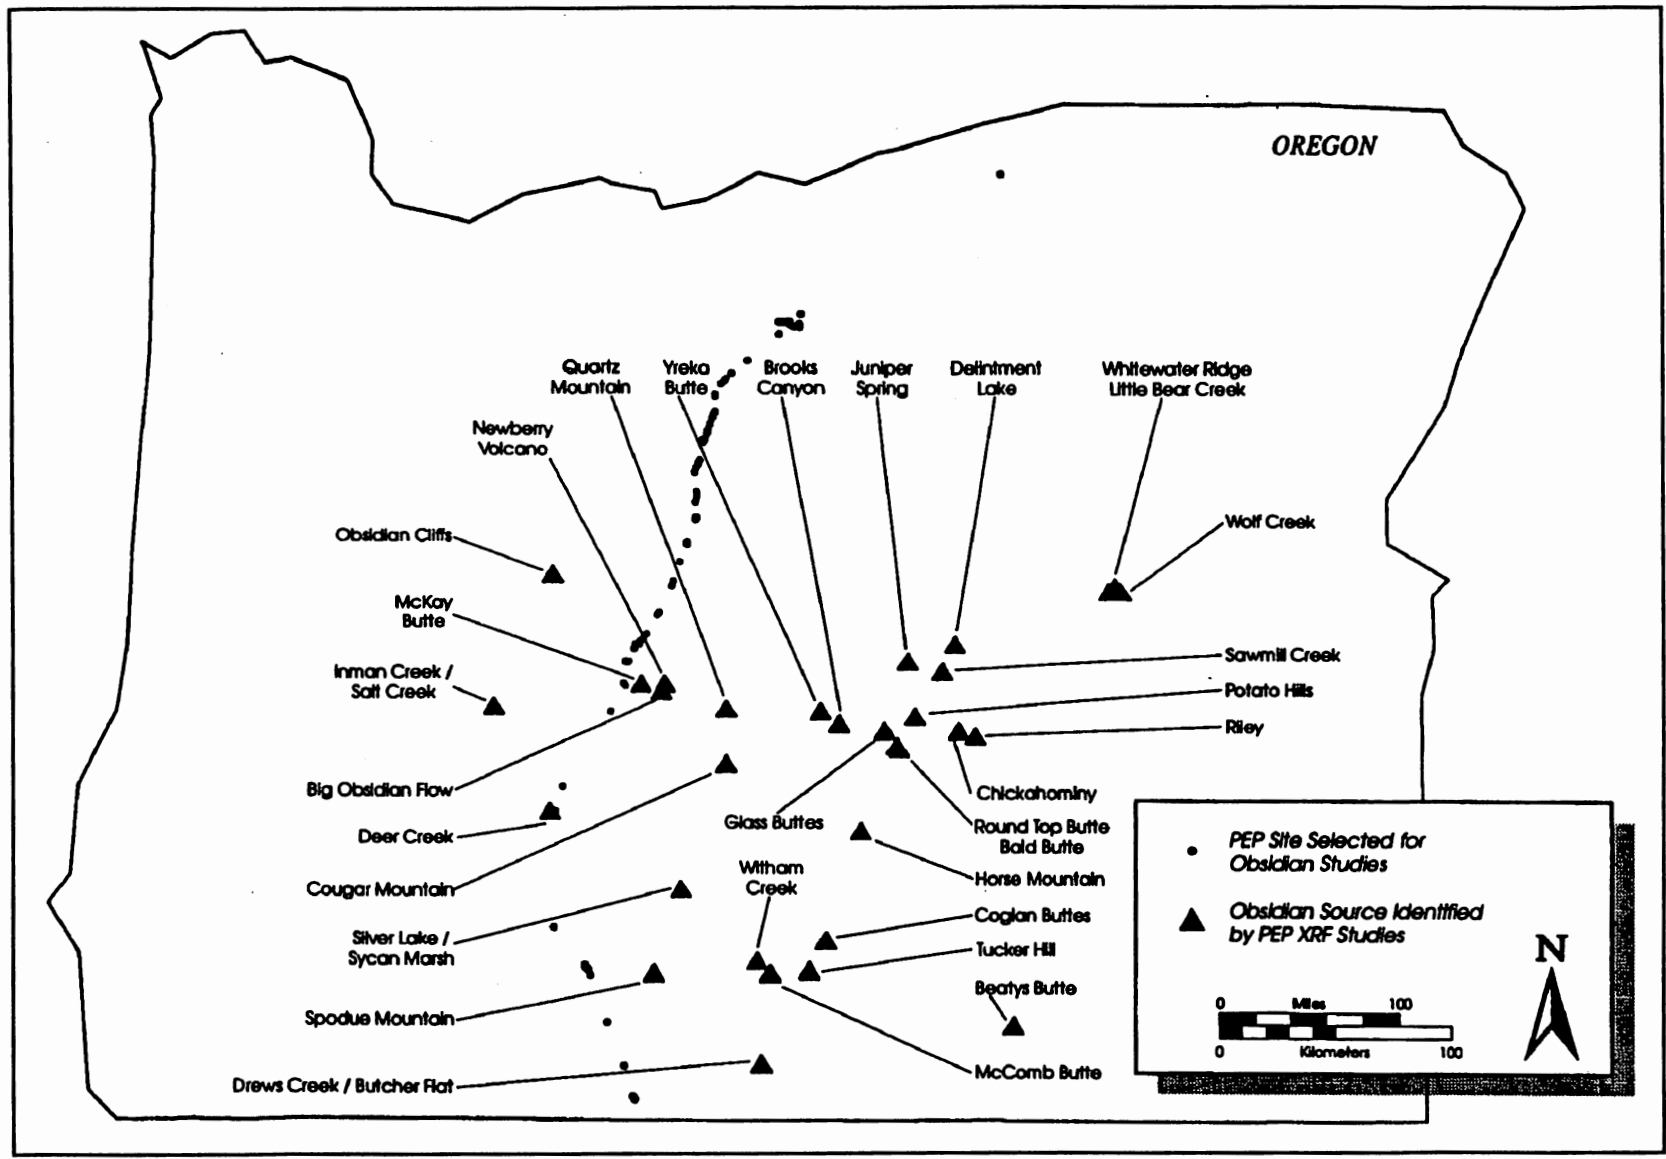 OREGON
Quartz
Mountain
Yreka
Butte
Brooks
Canyon
Juniper
Spring
Delintment
Lake
Whitewater Ridge
Little Bear Creek
Newberry
Volcano
Obsidian Cliffs
Wolf Creek
McKay
Butte
Sawmill Creek
Inman Creek /
Salt Creek
Potato Hills
Riley
Big Obsidian Flow
Chickahominy
Deer Creek
Glass Buttes
Round Top Butte
Bald Butte
Cougar Mountain
Witham
Creek
Horse Mountain
Silver Lake /
Sycan Marsh
Coglan Buttes
Tucker Hill
Spodue Mountain
Beatys Butte
Drews Creek / Butcher Flat
McComb Butte
PEP Site Selected for
Obsidian Studies
Obsidian Source Identified
by PEP XRF Studies
N
0 Miles 100
0 Kilometers 100